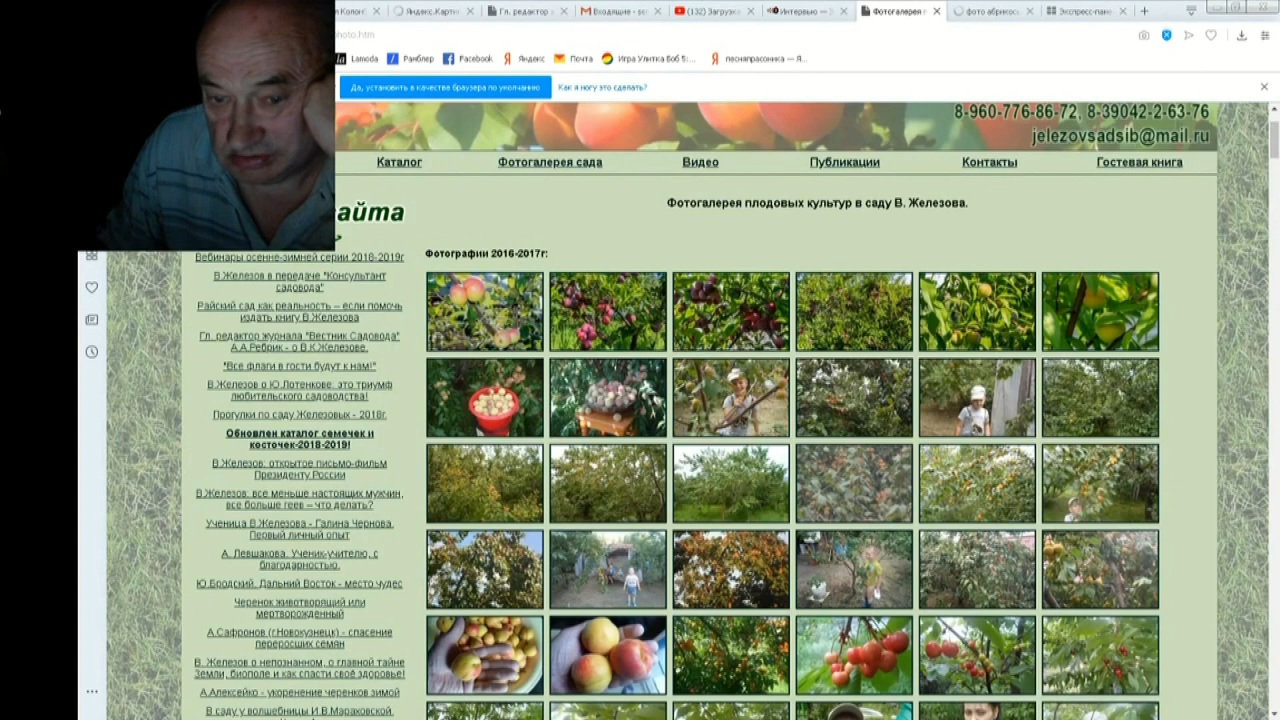 Яндекс.Карти
Гл. редактор
Входящие - ве
(132) Загрузк
Интервью — Э
Фотогалерея п
фото абрикос
Экспресс-пане
photo.htm
Lamoda
Рамблер
Facebook
Яндекс
Почта
Игра Улитка Боб 5:...
песняпрасоника — Я...
Да, установить в качестве браузера по умолчанию
Как я могу это сделать?
8-960-776-86-72, 8-39042-2-63-76
jelezovsadsib@mail.ru
Каталог
Фотогалерея сада
Видео
Публикации
Контакты
Гостевая книга
айта
Фотогалерея плодовых культур в саду В. Железова.
Фотографии 2016-2017г:
Вебинары осенне-зимней серии 2018-2019г
В.Железов в передаче "Консультант
садовода"
Райский сад как реальность – если помочь
издать книгу В.Железова
Гл. редактор журнала "Вестник Садовода"
А.А.Ребрик - о В.К.Железове.
"Все флаги в гости будут к нам!"
В.Железов о Ю.Лотенкове: это триумф
любительского садоводства!
Прогулки по саду Железовых - 2018г.
Обновлен каталог семечек и
косточек-2018-2019!
В.Железов: открытое письмо-фильм
Президенту России
В.Железов: все меньше настоящих мужчин,
все больше геев – что делать?
Ученица В.Железова - Галина Чернова.
Первый личный опыт
А. Левшакова. Ученик-учителю, с
благодарностью.
Ю.Бродский. Дальний Восток - место чудес
Черенок животворящий или
мертворожденный
А.Сафронов (г.Новокузнецк) - спасение
переросших семян
В. Железов о непознанном, о главной тайне
Земли, биополе и как спасти своё здоровье!
А.Алексейко - укоренение черенков зимой
В саду у волшебницы И.В.Мараховской.